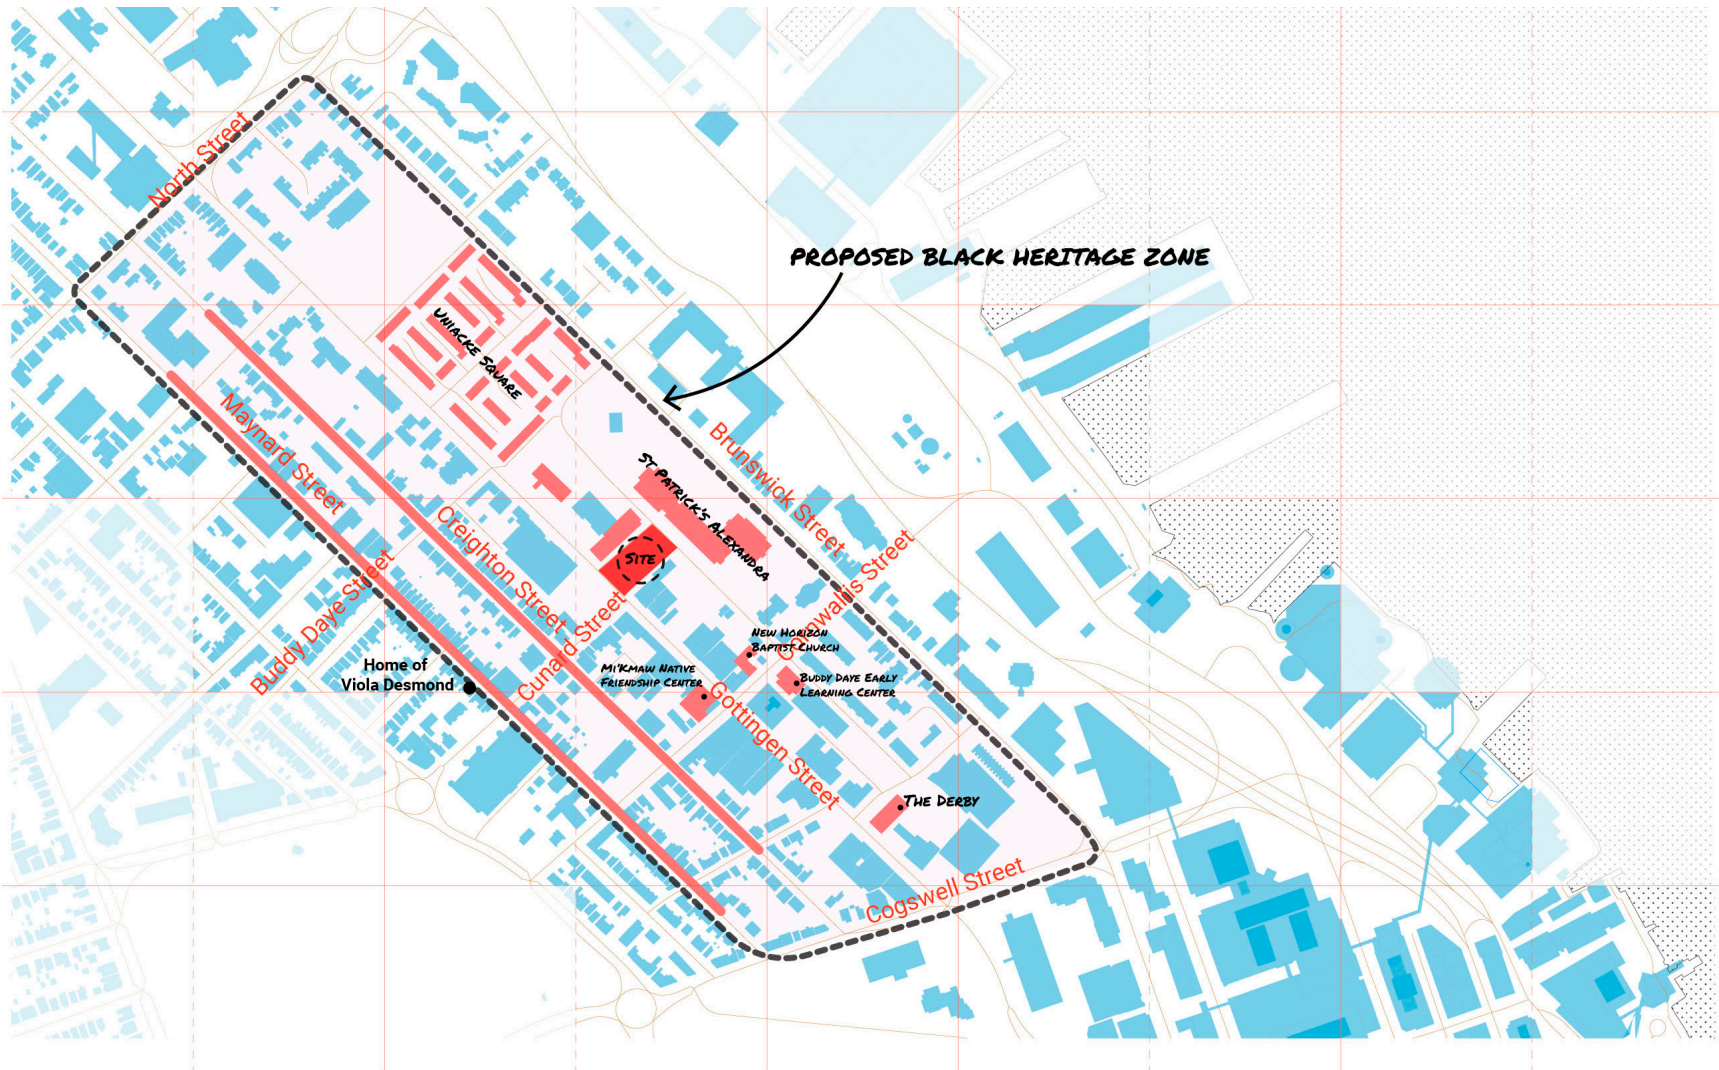 North Street
PROPOSED BLACK HERITAGE ZONE
UNIACKE SQUARE
Maynard Street
Brunswick Street
ST PATRICK'S ALEXANDRA
Creighton Street
SITE
Cornwallis Street
Buddy Daye Street
Cunard Street
NEW HORIZON
BAPTIST CHURCH
Home of
Viola Desmond
MI'KMAW NATIVE
FRIENDSHIP CENTER
BUDDY DAYE EARLY
LEARNING CENTER
Gottingen Street
THE DERBY
Cogswell Street